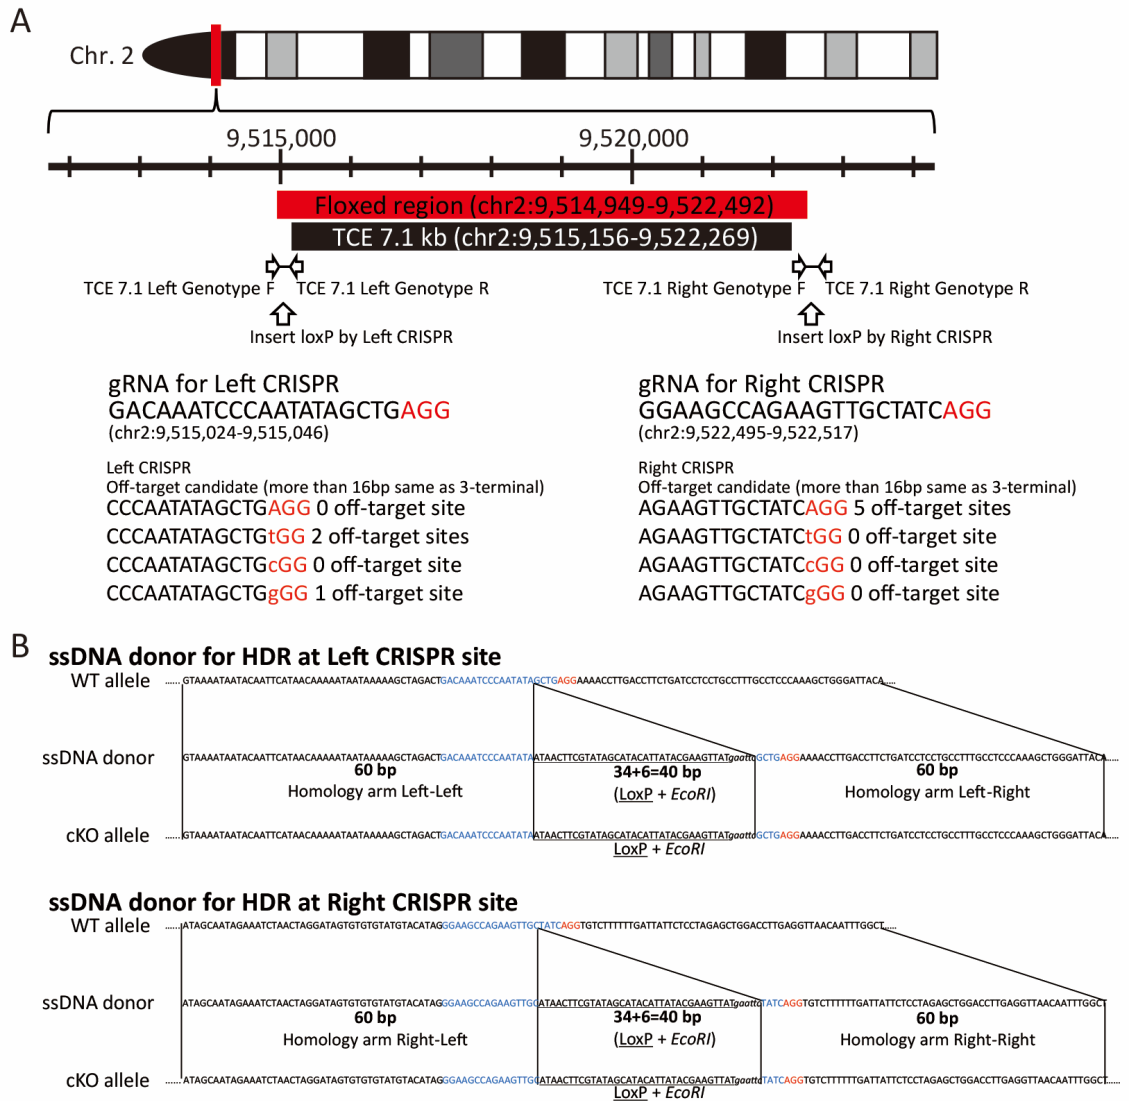 A
Chr. 2
9,515,000
9,520,000
Floxed region (chr2:9,514,949-9,522,492)
TCE 7.1 kb (chr2:9,515,156-9,522,269)
TCE 7.1 Left Genotype F
TCE 7.1 Left Genotype R
TCE 7.1 Right Genotype F
TCE 7.1 Right Genotype R
Insert loxP by Left CRISPR
Insert loxP by Right CRISPR
gRNA for Left CRISPR
GACAAATCCCAATATAGCTGAGG
(chr2:9,515,024-9,515,046)
Left CRISPR
Off-target candidate (more than 16bp same as 3-terminal)
CCCAATATAGCTGAGG 0 off-target site
CCCAATATAGCTGtGG 2 off-target sites
CCCAATATAGCTGcGG 0 off-target site
CCCAATATAGCTGgGG 1 off-target site
gRNA for Right CRISPR
GGAAGCCAGAAGTTGCTATCAGG
(chr2:9,522,495-9,522,517)
Right CRISPR
Off-target candidate (more than 16bp same as 3-terminal)
AGAAGTTGCTATCAGG 5 off-target sites
AGAAGTTGCTATCtGG 0 off-target site
AGAAGTTGCTATCcGG 0 off-target site
AGAAGTTGCTATCgGG 0 off-target site
B
ssDNA donor for HDR at Left CRISPR site
WT allele ......GTAAAATAATACAATTCATAACAAAAATAATAAAAAGCTAGACTGACAAATCCCAATATAGCTGAGGAAAACCTTGACCTTCTGATCCTCCTGCCTTTGCCTCCCAAAGCTGGGATTACA......
ssDNA donor GTAAAATAATACAATTCATAACAAAAATAATAAAAAGCTAGACTGACAAATCCCAATATAATAACTTCGTATAGCATACATTATACGAAGTTATgaattcGCTGAGGAAAACCTTGACCTTCTGATCCTCCTGCCTTTGCCTCCCAAAGCTGGGATTACA......
60 bp
34+6=40 bp
60 bp
Homology arm Left-Left
(LoxP + EcoRI)
Homology arm Left-Right
cKO allele ......GTAAAATAATACAATTCATAACAAAAATAATAAAAAGCTAGACTGACAAATCCCAATATAATAACTTCGTATAGCATACATTATACGAAGTTATgaattcGCTGAGGAAAACCTTGACCTTCTGATCCTCCTGCCTTTGCCTCCCAAAGCTGGGATTACA......
LoxP + EcoRI
ssDNA donor for HDR at Right CRISPR site
WT allele ......ATAGCAATAGAAATCTAACTAGGATAGTGTGTGTATGTACATAGGGAAGCCAGAAGTTGCTATCAGGTGTCTTTTTTGATTATTCTCCTAGAGCTGGACCTTGAGGTTAACAATTTGGCT......
ssDNA donor ATAGCAATAGAAATCTAACTAGGATAGTGTGTGTATGTACATAGGGAAGCCAGAAGTTGCATAACTTCGTATAGCATACATTATACGAAGTTATgaattcTATCAGGTGTCTTTTTTGATTATTCTCCTAGAGCTGGACCTTGAGGTTAACAATTTGGCT
60 bp
34+6=40 bp
60 bp
Homology arm Right-Left
(LoxP + EcoRI)
Homology arm Right-Right
cKO allele ......ATAGCAATAGAAATCTAACTAGGATAGTGTGTGTATGTACATAGGGAAGCCAGAAGTTGCATAACTTCGTATAGCATACATTATACGAAGTTATgaattcTATCAGGTGTCTTTTTTGATTATTCTCCTAGAGCTGGACCTTGAGGTTAACAATTTGGCT......
LoxP + EcoRI